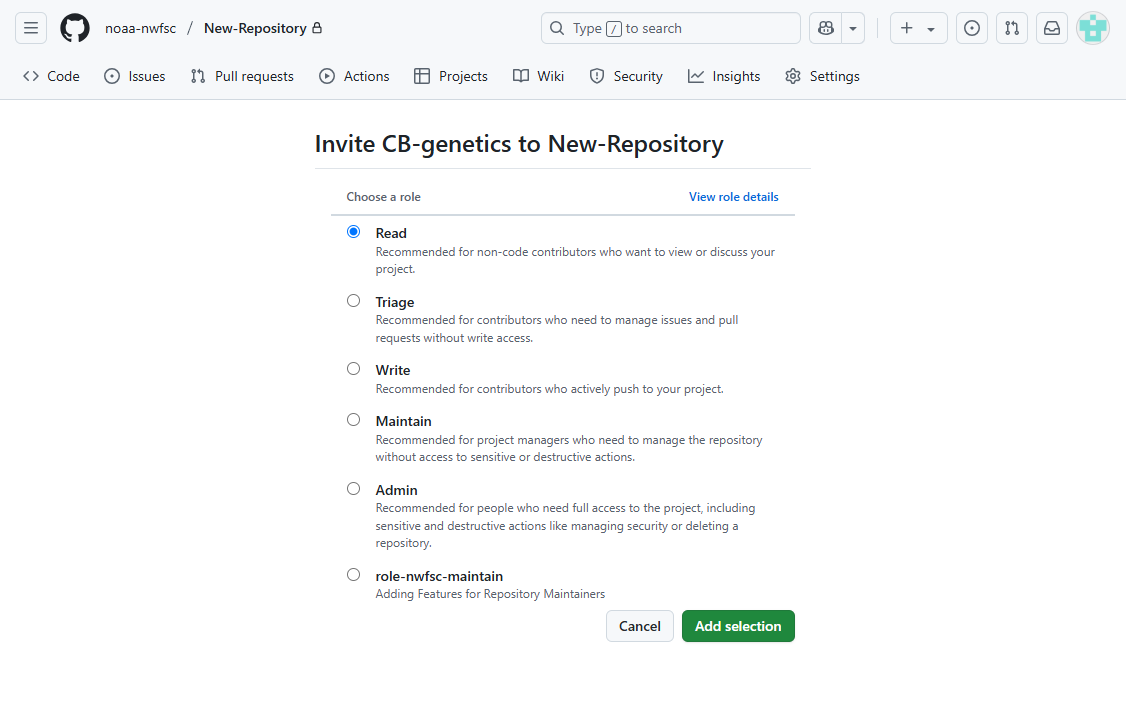 noaa-nwfsc / New-Repository
Type / to search
Code Issues Pull requests Actions Projects Wiki Security Insights Settings
Invite CB-genetics to New-Repository
Choose a role View role details
Read
Recommended for non-code contributors who want to view or discuss your
project.
Triage
Recommended for contributors who need to manage issues and pull
requests without write access.
Write
Recommended for contributors who actively push to your project.
Maintain
Recommended for project managers who need to manage the repository
without access to sensitive or destructive actions.
Admin
Recommended for people who need full access to the project, including
sensitive and destructive actions like managing security or deleting a
repository.
role-nwfsc-maintain
Adding Features for Repository Maintainers
Cancel Add selection